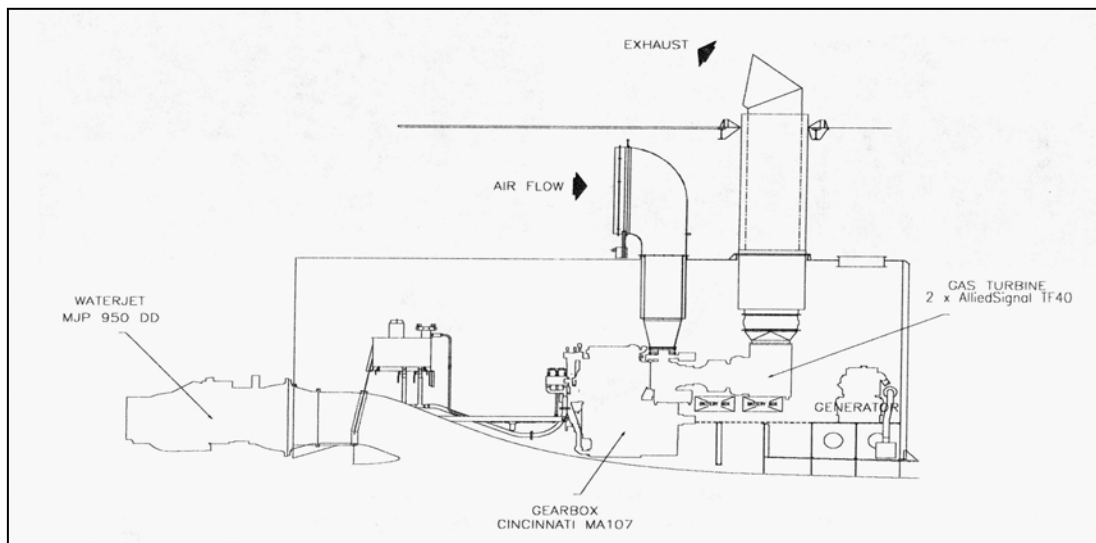 EXHAUST
AIR FLOW
GAS TURBINE
2 x AlliedSignal TF40
WATERJET
MJP 950 DD
GENERATOR
GEARBOX
CINCINNATI MA107